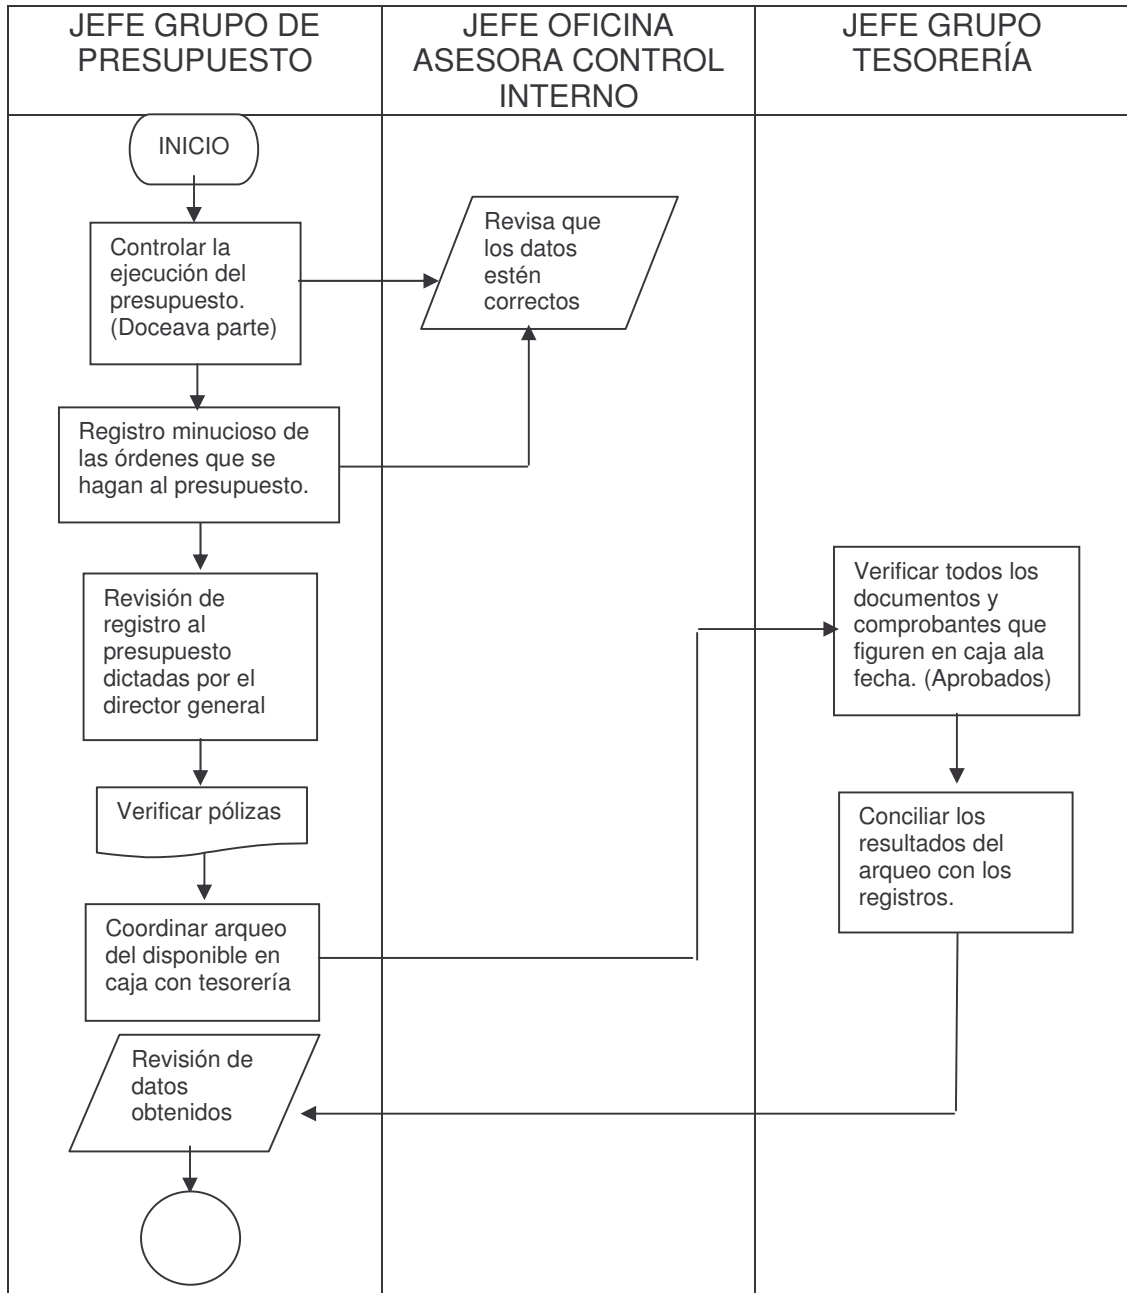 JEFE GRUPO DE
PRESUPUESTO
JEFE OFICINA
ASESORA CONTROL
INTERNO
JEFE GRUPO
TESORERÍA
INICIO
Controlar la
ejecución del
presupuesto.
(Doceava parte)
Revisa que
los datos
estén
correctos
Registro minucioso de
las órdenes que se
hagan al presupuesto.
Revisión de
registro al
presupuesto
dictadas por el
director general
Verificar pólizas
Coordinar arqueo
del disponible en
caja con tesorería
Verificar todos los
documentos y
comprobantes que
figuren en caja ala
fecha. (Aprobados)
Conciliar los
resultados del
arqueo con los
registros.
Revisión de
datos
obtenidos